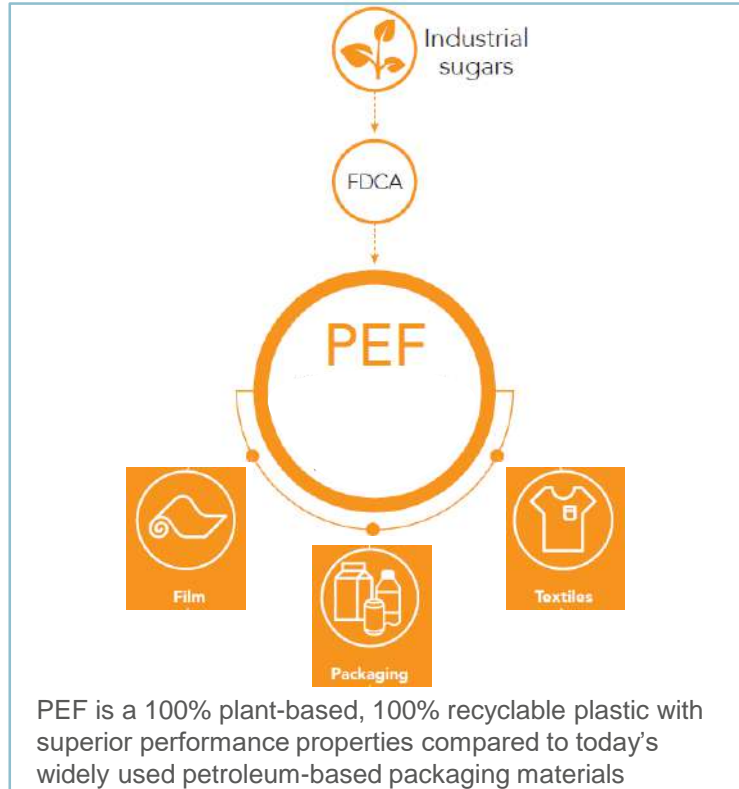 Industrial
sugars
FDCA
PEF
Film
Textiles
Packaging
PEF is a 100% plant-based, 100% recyclable plastic with
superior performance properties compared to today's
widely used petroleum-based packaging materials